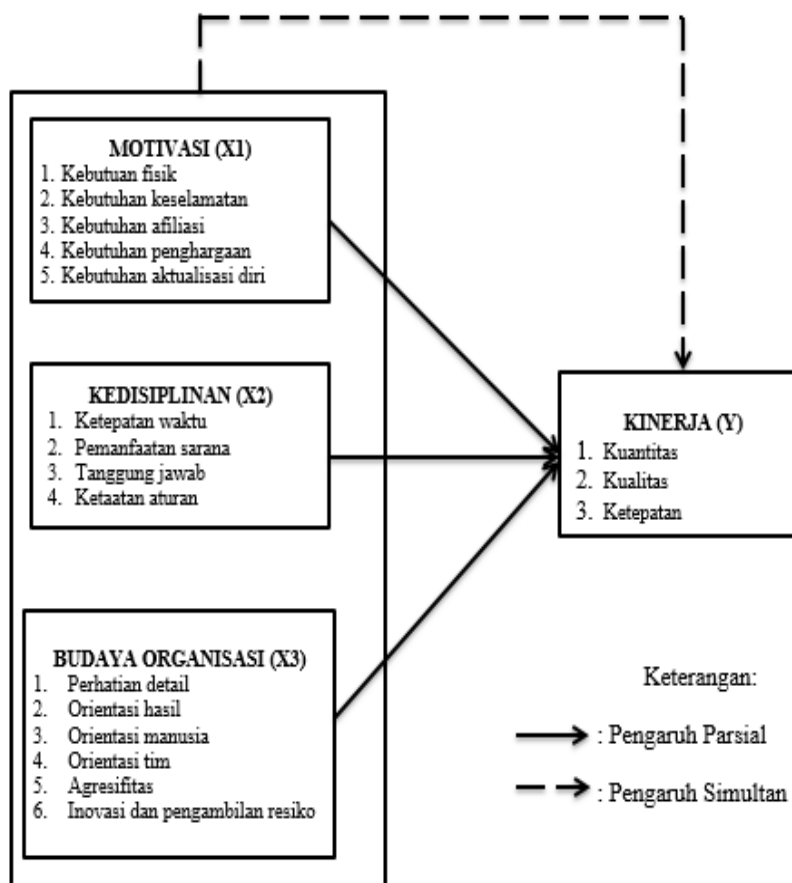 MOTIVASI (X1)
1. Kebutuan fisik
2. Kebutuhan keselamatan
3. Kebutuhan afiliasi
4. Kebutuhan penghargaan
5. Kebutuhan aktualisasi diri
KEDISIPLINAN (X2)
1. Ketepatan waktu
2. Pemanfaatan sarana
3. Tanggung jawab
4. Ketaatan aturan
BUDAYA ORGANISASI (X3)
1. Perhatian detail
2. Orientasi hasil
3. Orientasi manusia
4. Orientasi tim
5. Agresifitas
6. Inovasi dan pengambilan resiko
KINERJA (Y)
1. Kuantitas
2. Kualitas
3. Ketepatan
Keterangan:
: Pengaruh Parsial
: Pengaruh Simultan